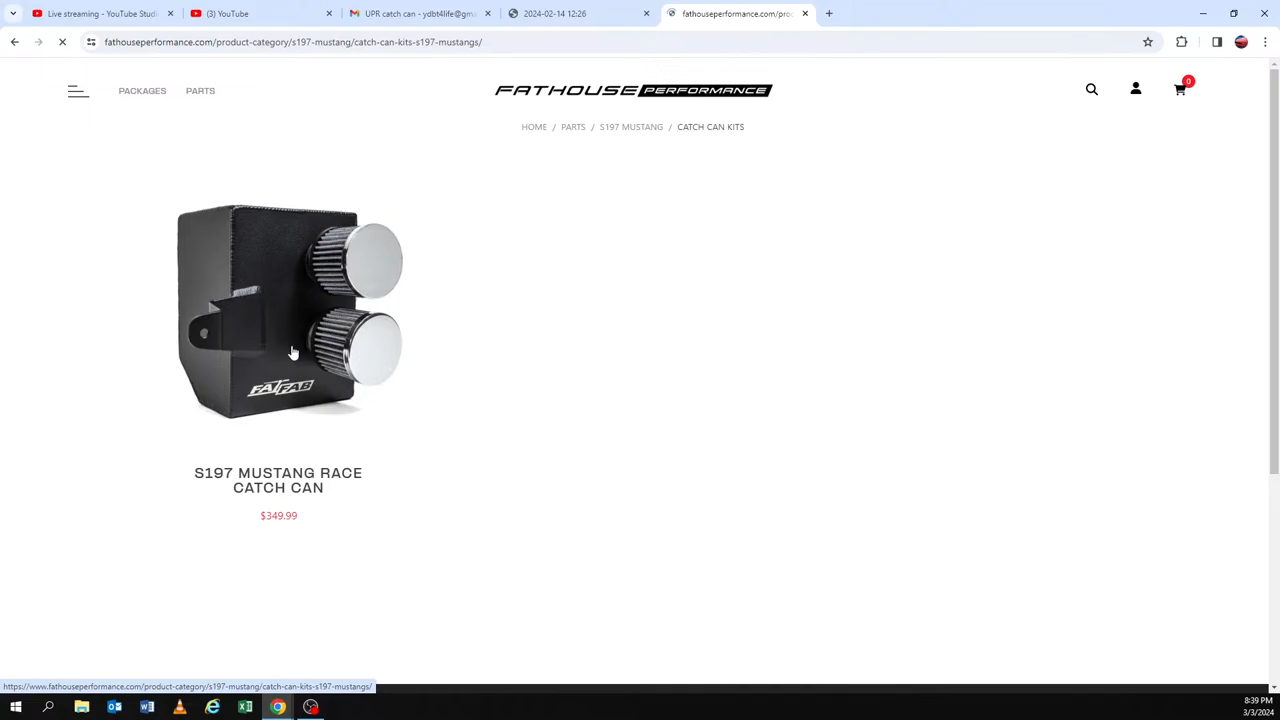 Live streaming - YouTube Studi
(3) YouTube
UPR catch can - ydbt4life@gm
2024-02-14 12:26
fathouseperformance.com/pro
fathouseperformance.com/product-category/s197-mustang/catch-can-kits-s197-mustangs/
PACKAGES PARTS
FATHOUSE PERFORMANCE
0
HOME / PARTS / S197 MUSTANG / CATCH CAN KITS
FATFAB
S197 MUSTANG RACE
CATCH CAN
$349.99
https://www.fathouseperformance.com/product-category/s197-mustang/catch-can-kits-s197-mustangs/
8:39 PM
3/3/2024